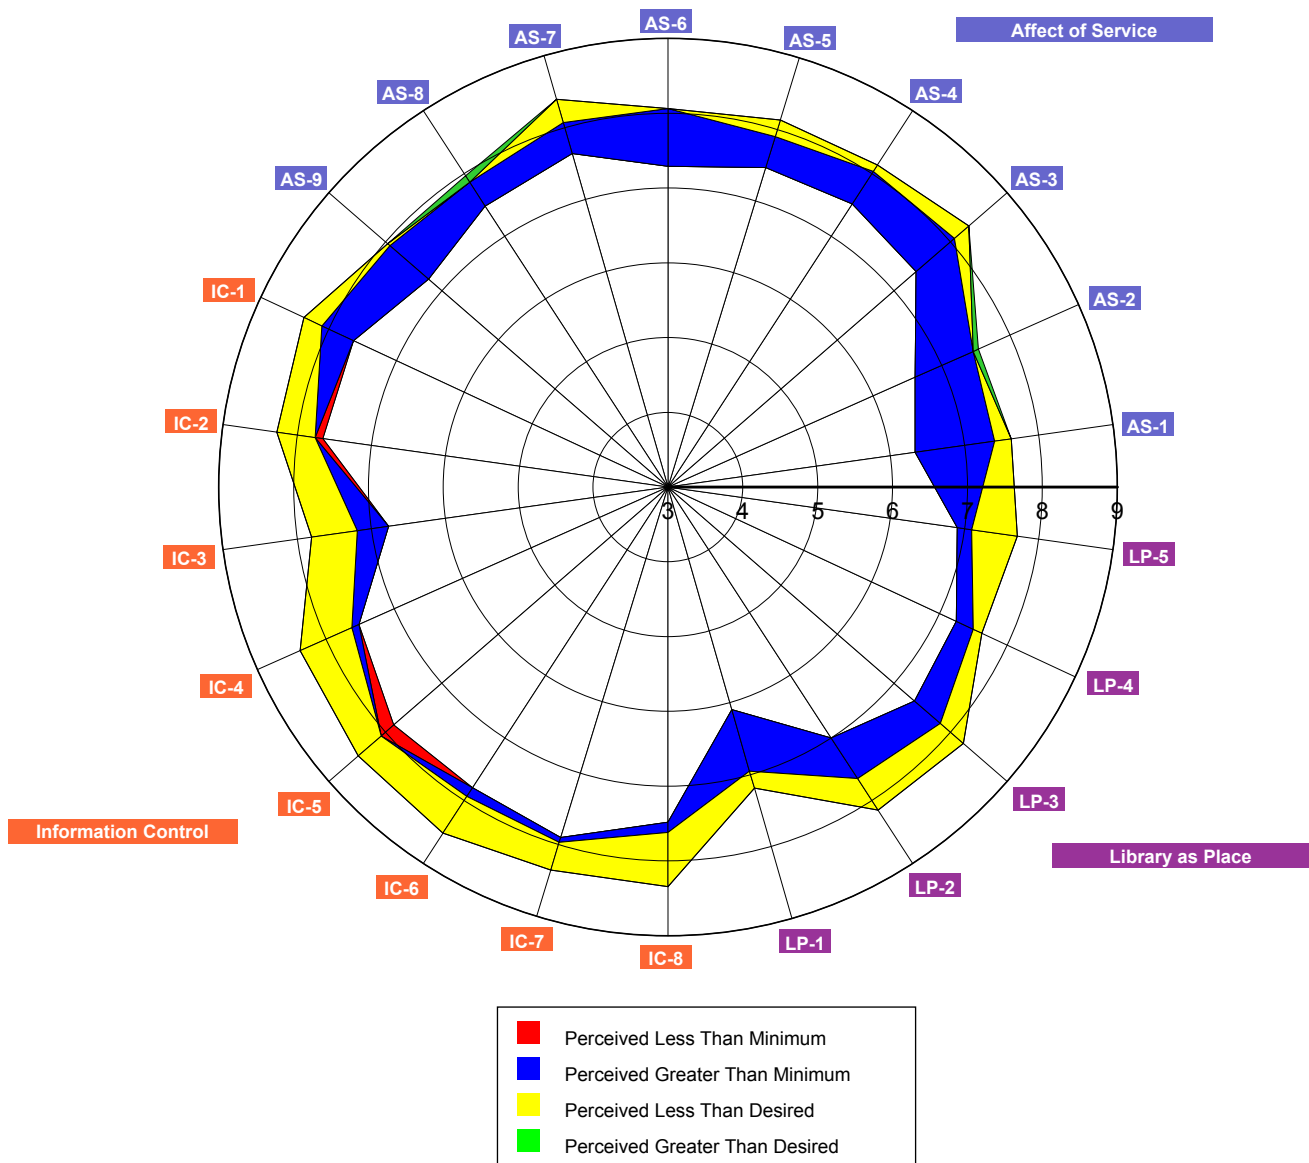 AS-6
AS-7
AS-5
Affect of Service
AS-8
AS-4
AS-9
AS-3
IC-1
AS-2
IC-2
AS-1
3 4 5 6 7 8 9
IC-3
LP-5
IC-4
LP-4
IC-5
LP-3
Information Control
Library as Place
IC-6
LP-2
IC-7
LP-1
IC-8
Perceived Less Than Minimum
Perceived Greater Than Minimum
Perceived Less Than Desired
Perceived Greater Than Desired